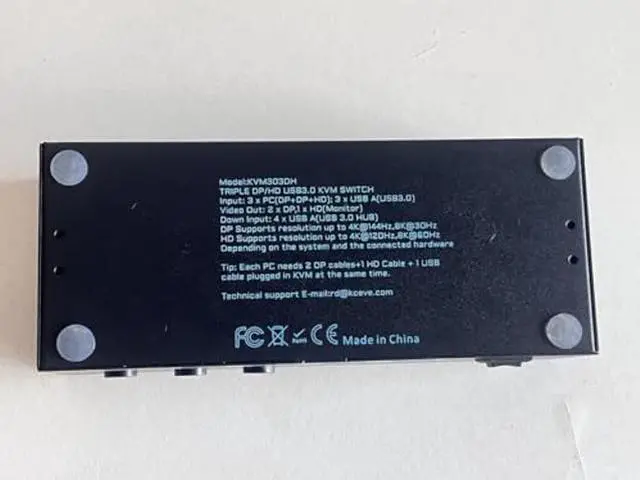 Model:KVM303DH
TRIPLE DP/HD USB3.0 KVM SWITCH
Input: 3 x PC(DP+DP+HD); 3 x USB A(USB3.0)
Video Out: 2 x DP,1 x HD(Monitor)
Down Input: 4 x USB A(USB 3.0 HUB)
DP Supports resolution up to 4K@144Hz,8K@30Hz
HD Supports resolution up to 4K@120Hz,8K@60Hz
Depending on the system and the connected hardware
Tip: Each PC needs 2 DP cables+1 HD Cable + 1 USB
cable plugged in KVM at the same time.
Technical support E-mail:rd@kceve.com
FC RoHS CE Made in China